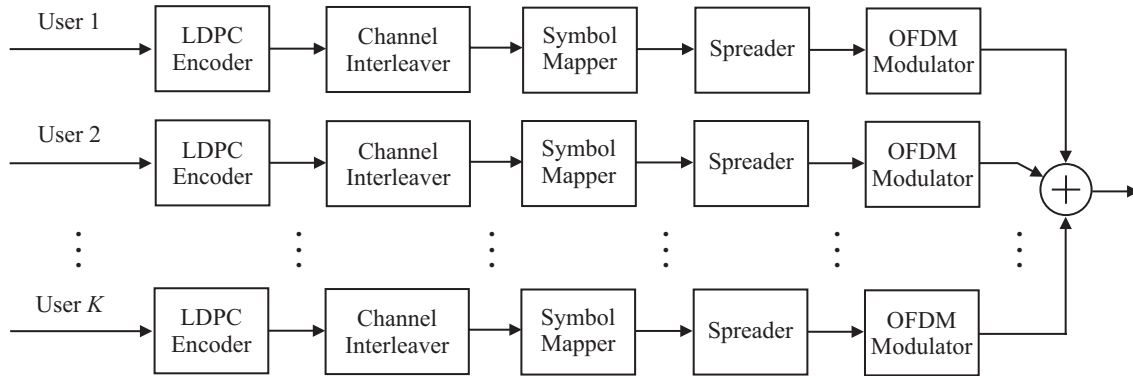 User 1
LDPC
Encoder
Channel
Interleaver
Symbol
Mapper
Spreader
OFDM
Modulator
User 2
LDPC
Encoder
Channel
Interleaver
Symbol
Mapper
Spreader
OFDM
Modulator
User K
LDPC
Encoder
Channel
Interleaver
Symbol
Mapper
Spreader
OFDM
Modulator